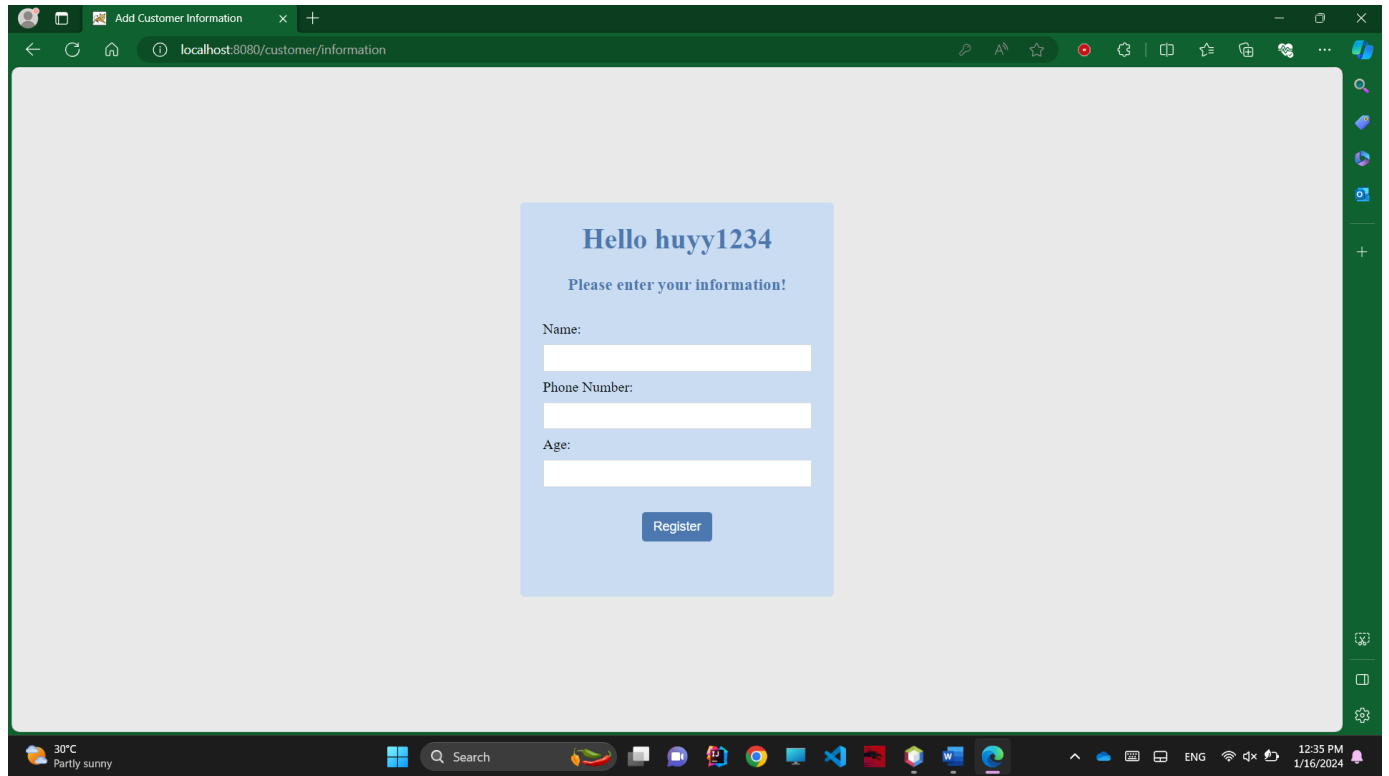 Add Customer Information
localhost:8080/customer/information
Hello huyy1234
Please enter your information!
Name:
Phone Number:
Age:
Register
30°C
Partly sunny
Search
ENG
12:35 PM
1/16/2024